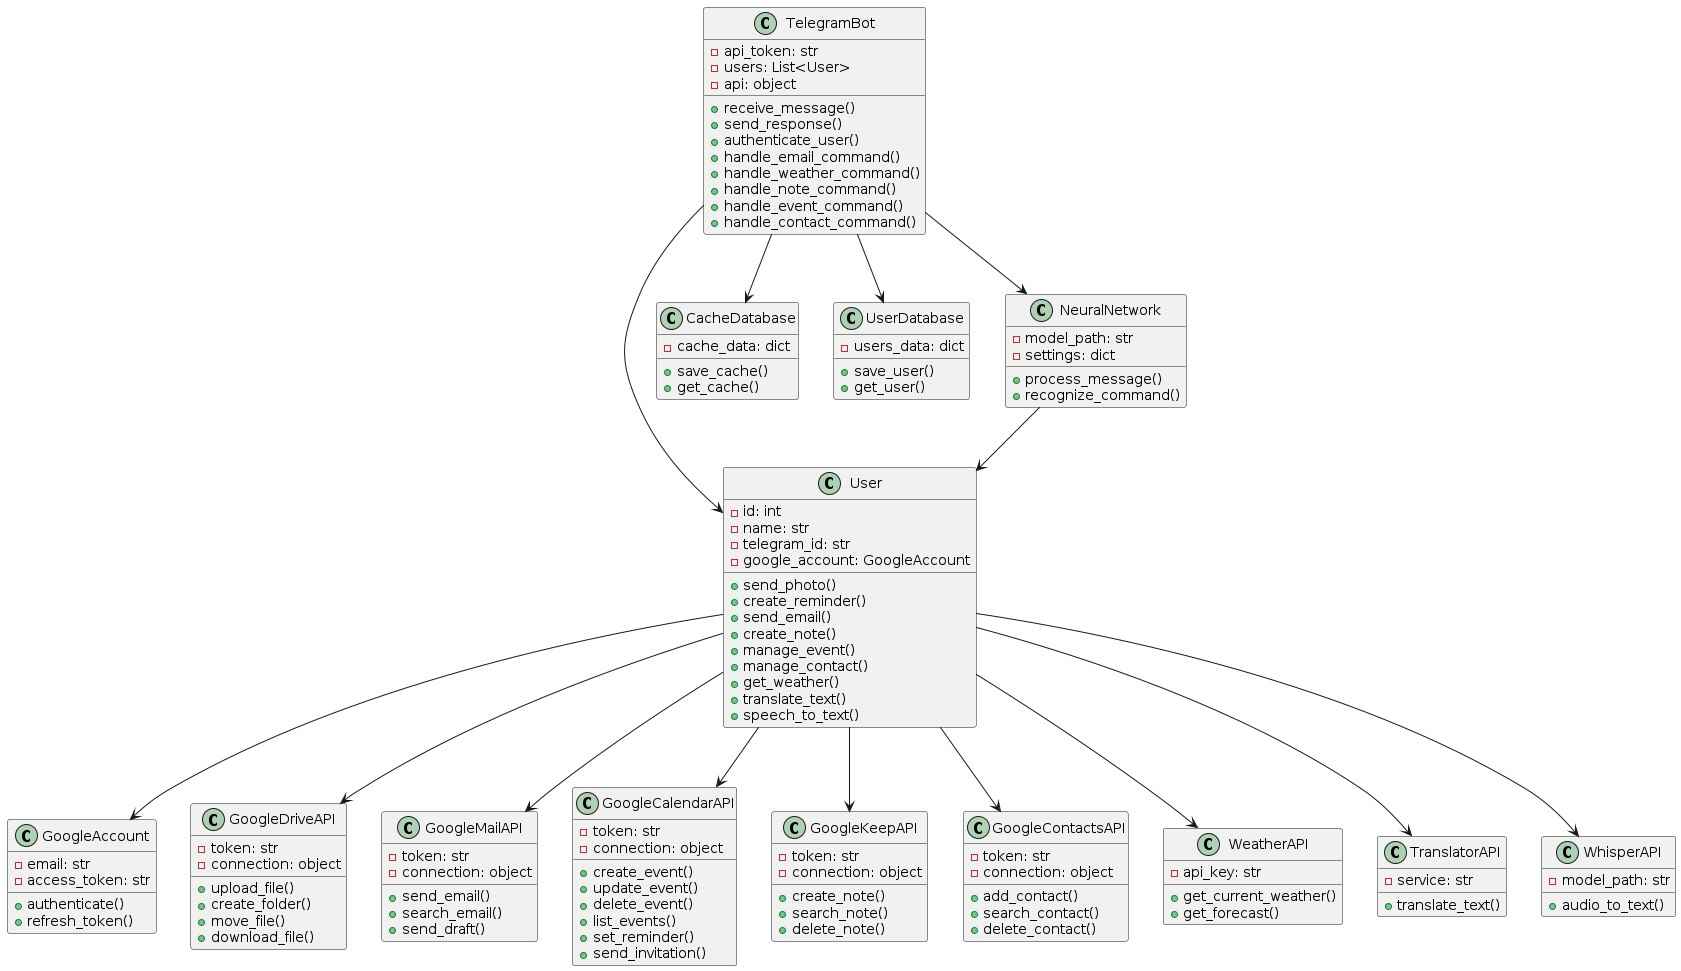 C TelegramBot
api_token: str
users: List<User>
api: object
receive_message()
send_response()
authenticate_user()
handle_email_command()
handle_weather_command()
handle_note_command()
handle_event_command()
handle_contact_command()
C CacheDatabase
cache_data: dict
save_cache()
get_cache()
C UserDatabase
users_data: dict
save_user()
get_user()
C NeuralNetwork
model_path: str
settings: dict
process_message()
recognize_command()
C User
id: int
name: str
telegram_id: str
google_account: GoogleAccount
send_photo()
create_reminder()
send_email()
create_note()
manage_event()
manage_contact()
get_weather()
translate_text()
speech_to_text()
C GoogleAccount
email: str
access_token: str
authenticate()
refresh_token()
C GoogleDriveAPI
token: str
connection: object
upload_file()
create_folder()
move_file()
download_file()
C GoogleMailAPI
token: str
connection: object
send_email()
search_email()
send_draft()
C GoogleCalendarAPI
token: str
connection: object
create_event()
update_event()
delete_event()
list_events()
set_reminder()
send_invitation()
C GoogleKeepAPI
token: str
connection: object
create_note()
search_note()
delete_note()
C GoogleContactsAPI
token: str
connection: object
add_contact()
search_contact()
delete_contact()
C WeatherAPI
api_key: str
get_current_weather()
get_forecast()
C TranslatorAPI
service: str
translate_text()
C WhisperAPI
model_path: str
audio_to_text()